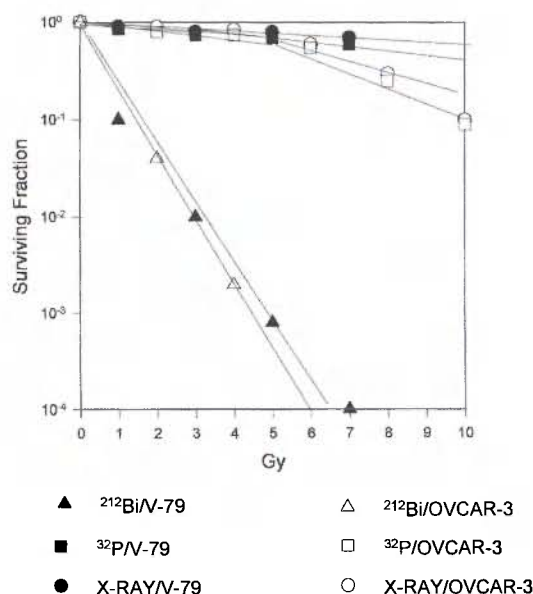 10⁰
10⁻¹
10⁻²
10⁻³
10⁻⁴
Surviving Fraction
0 1 2 3 4 5 6 7 8 9 10
Gy
▲ ²¹²Bi/V-79
△ ²¹²Bi/OVCAR-3
■ ³²P/V-79
□ ³²P/OVCAR-3
● X-RAY/V-79
○ X-RAY/OVCAR-3